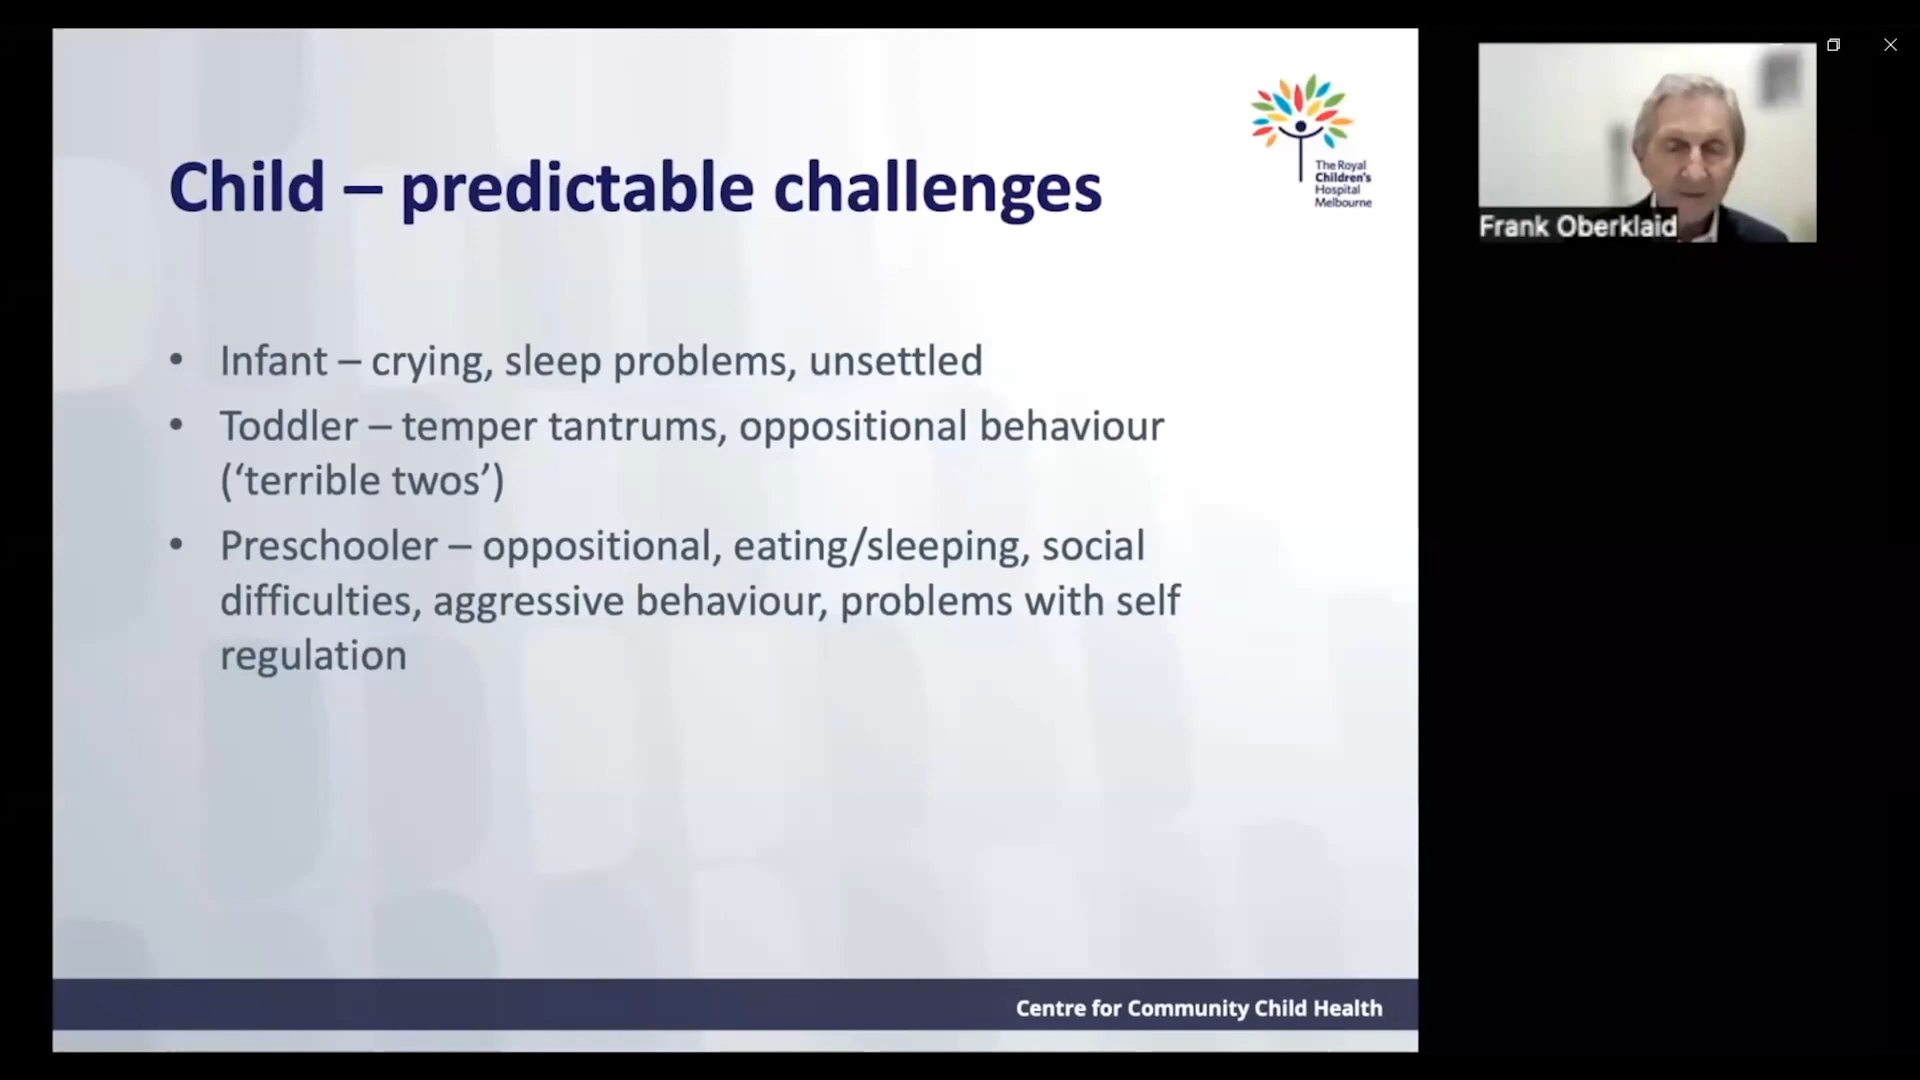 Child – predictable challenges
The Royal
Children's
Hospital
Melbourne
• Infant – crying, sleep problems, unsettled
• Toddler – temper tantrums, oppositional behaviour
(‘terrible twos’)
• Preschooler – oppositional, eating/sleeping, social
difficulties, aggressive behaviour, problems with self
regulation
Centre for Community Child Health
Frank Oberklaid